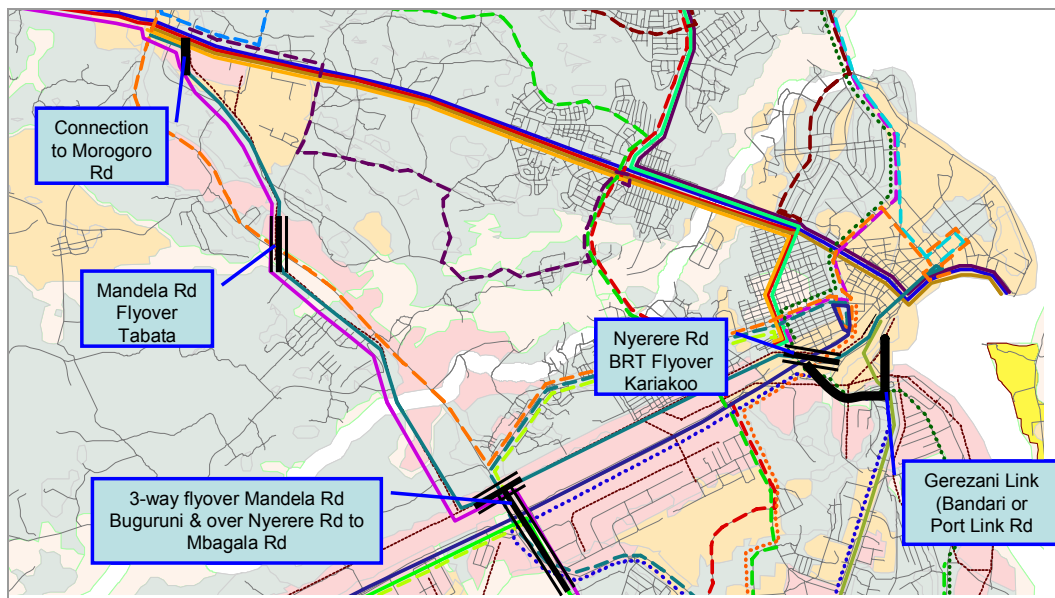 Connection
to Morogoro
Rd
Mandela Rd
Flyover
Tabata
Nyerere Rd
BRT Flyover
Kariakoo
3-way flyover Mandela Rd
Buguruni & over Nyerere Rd to
Mbagala Rd
Gerezani Link
(Bandari or
Port Link Rd